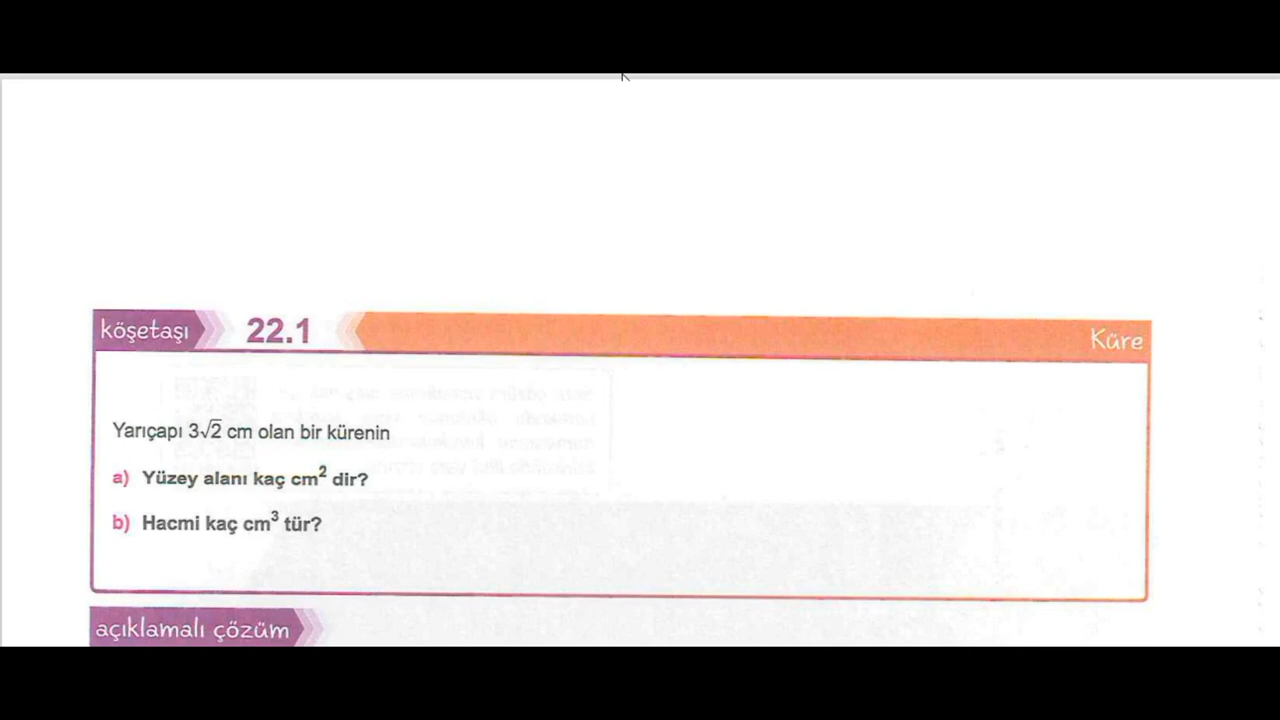 köşetaşı 22.1 Küre
Yarıçapı 3√2 cm olan bir kürenin
a) Yüzey alanı kaç cm² dir?
b) Hacmi kaç cm³ tür?
açıklamalı çözüm